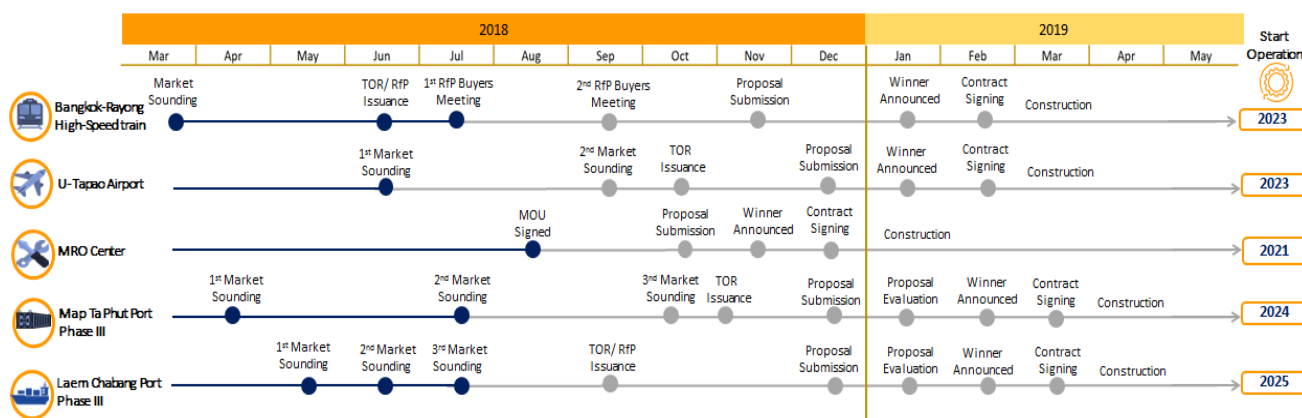 2018 2019
Mar Apr May Jun Jul Aug Sep Oct Nov Dec Jan Feb Mar Apr May
Start
Operation
Bangkok-Rayong
High-Speed train
Market
Sounding
TOR/ RfP
Issuance
1st RfP Buyers
Meeting
2nd RfP Buyers
Meeting
Proposal
Submission
Winner
Announced
Contract
Signing
Construction
2023
U-Tapao Airport
1st Market
Sounding
2nd Market
Sounding
TOR
Issuance
Proposal
Submission
Winner
Announced
Contract
Signing
Construction
2023
MRO Center
MOU
Signed
Proposal
Submission
Winner
Announced
Contract
Signing
Construction
2021
Map Ta Phut Port
Phase III
1st Market
Sounding
2nd Market
Sounding
3rd Market
Sounding
TOR
Issuance
Proposal
Submission
Proposal
Evaluation
Winner
Announced
Contract
Signing
Construction
2024
Laem Chabang Port
Phase III
1st Market
Sounding
2nd Market
Sounding
3rd Market
Sounding
TOR/ RfP
Issuance
Proposal
Submission
Proposal
Evaluation
Winner
Announced
Contract
Signing
Construction
2025